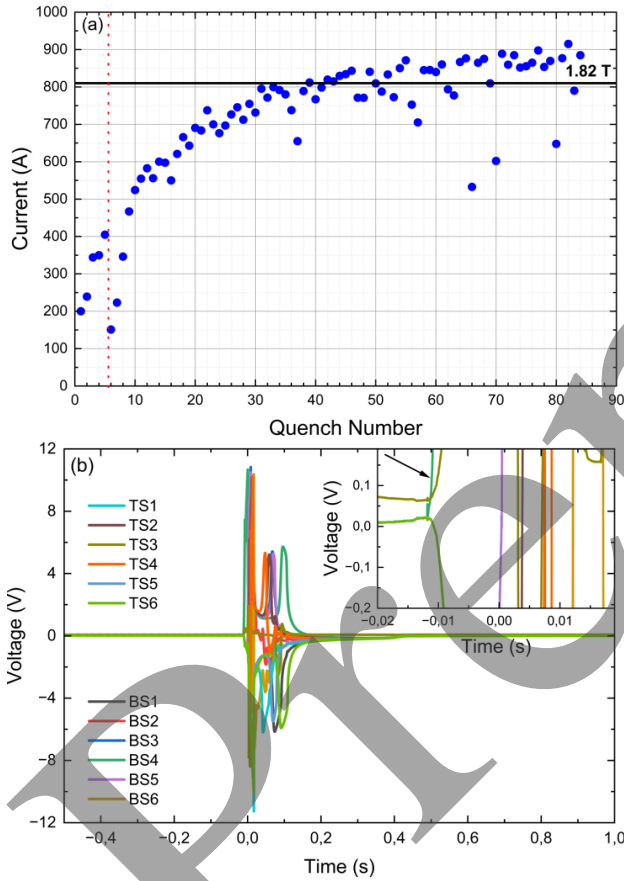 (a)
1000
900
800
700
600
500
400
300
200
100
0
Current (A)
1.82 T
0 10 20 30 40 50 60 70 80 90
Quench Number
(b)
12
8
4
0
−4
−8
−12
Voltage (V)
TS1
TS2
TS3
TS4
TS5
TS6
BS1
BS2
BS3
BS4
BS5
BS6
0,1
0,0
-0,1
-0,2
Voltage (V)
-0,02 -0,01 0,00 0,01
Time (s)
−0,4 −0,2 0,0 0,2 0,4 0,6 0,8 1,0
Time (s)
Pre